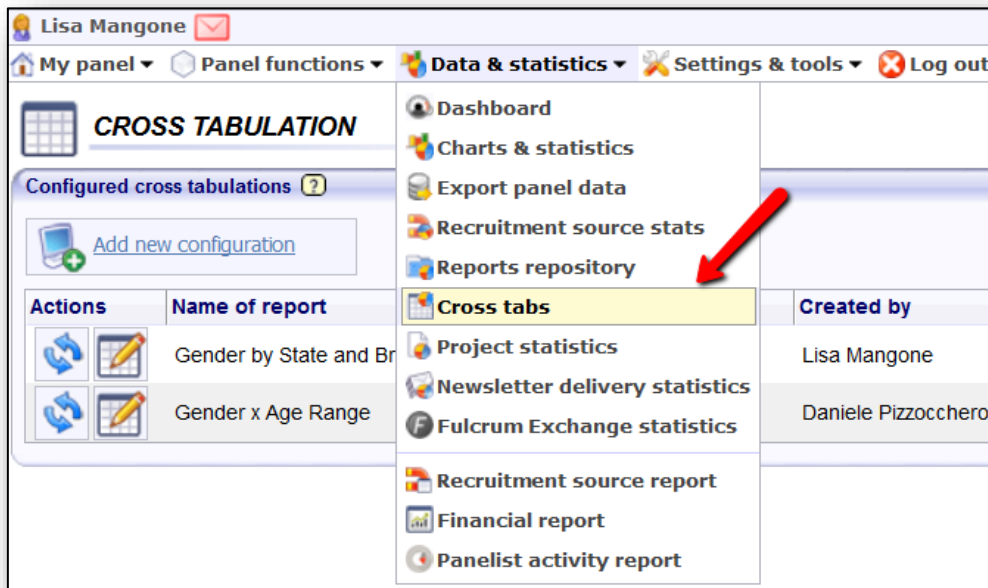 Lisa Mangone
My panel Panel functions Data & statistics Settings & tools Log out
CROSS TABULATION
Configured cross tabulations ?
Add new configuration
Actions Name of report Created by
Gender by State and Br Lisa Mangone
Gender x Age Range Daniele Pizzocchero
Dashboard
Charts & statistics
Export panel data
Recruitment source stats
Reports repository
Cross tabs
Project statistics
Newsletter delivery statistics
Fulcrum Exchange statistics
Recruitment source report
Financial report
Panelist activity report